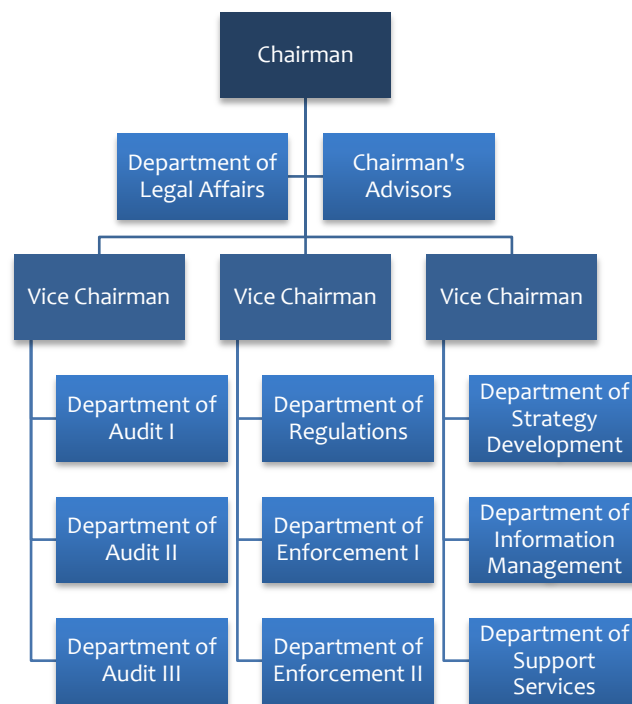 Chairman
Department of
Legal Affairs
Chairman's
Advisors
Vice Chairman
Vice Chairman
Vice Chairman
Department of
Audit I
Department of
Regulations
Department of
Strategy
Development
Department of
Audit II
Department of
Enforcement I
Department of
Information
Management
Department of
Audit III
Department of
Enforcement II
Department of
Support
Services